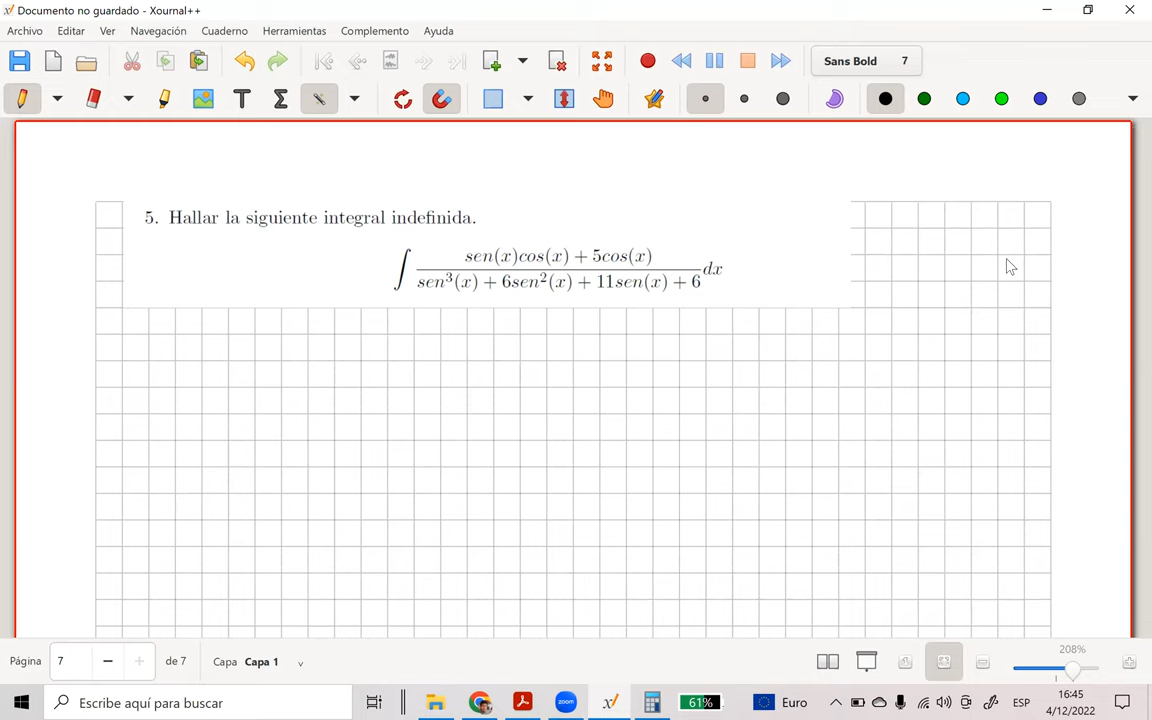 Documento no guardado - Xournal++
Archivo Editar Ver Navegación Cuaderno Herramientas Complemento Ayuda
Sans Bold 7
5. Hallar la siguiente integral indefinida.
∫ \frac{sen(x)cos(x) + 5cos(x)}{sen³(x) + 6sen²(x) + 11sen(x) + 6} dx
208%
Página 7 de 7 Capa Capa 1
Escribe aquí para buscar
zoom
61%
Euro
ESP
16:45
4/12/2022